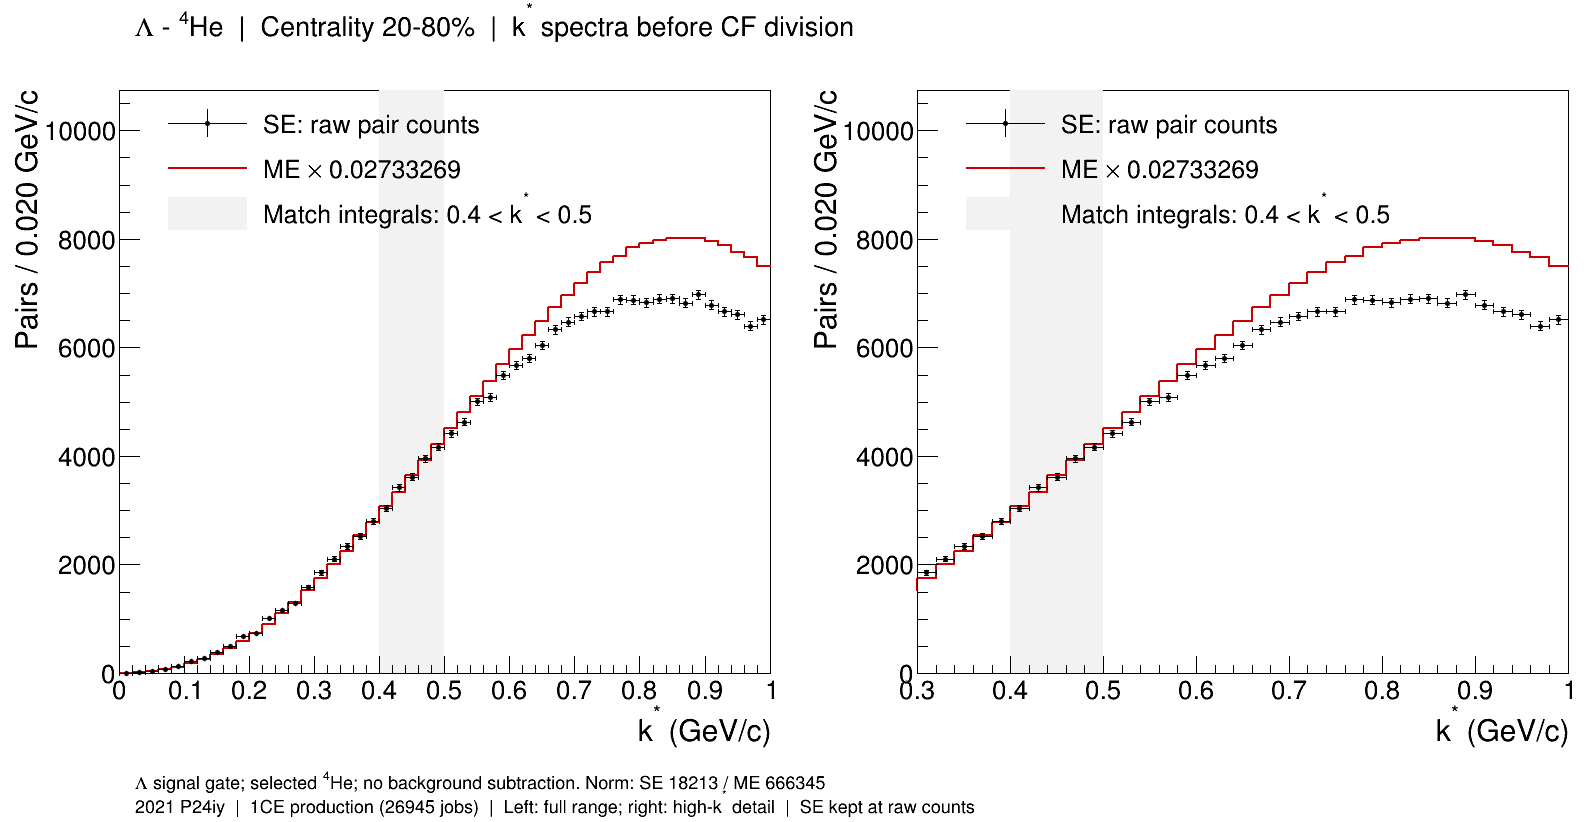 Λ - ⁴He | Centrality 20-80% | k* spectra before CF division
Pairs / 0.020 GeV/c
10000
8000
6000
4000
2000
0
SE: raw pair counts
ME × 0.02733269
Match integrals: 0.4 < k* < 0.5
0 0.1 0.2 0.3 0.4 0.5 0.6 0.7 0.8 0.9 1
k* (GeV/c)
Pairs / 0.020 GeV/c
10000
8000
6000
4000
2000
0
SE: raw pair counts
ME × 0.02733269
Match integrals: 0.4 < k* < 0.5
0.3 0.4 0.5 0.6 0.7 0.8 0.9 1
k* (GeV/c)
Λ signal gate; selected ⁴He; no background subtraction. Norm: SE 18213 / ME 666345
2021 P24iy | 1CE production (26945 jobs) | Left: full range; right: high-k* detail | SE kept at raw counts